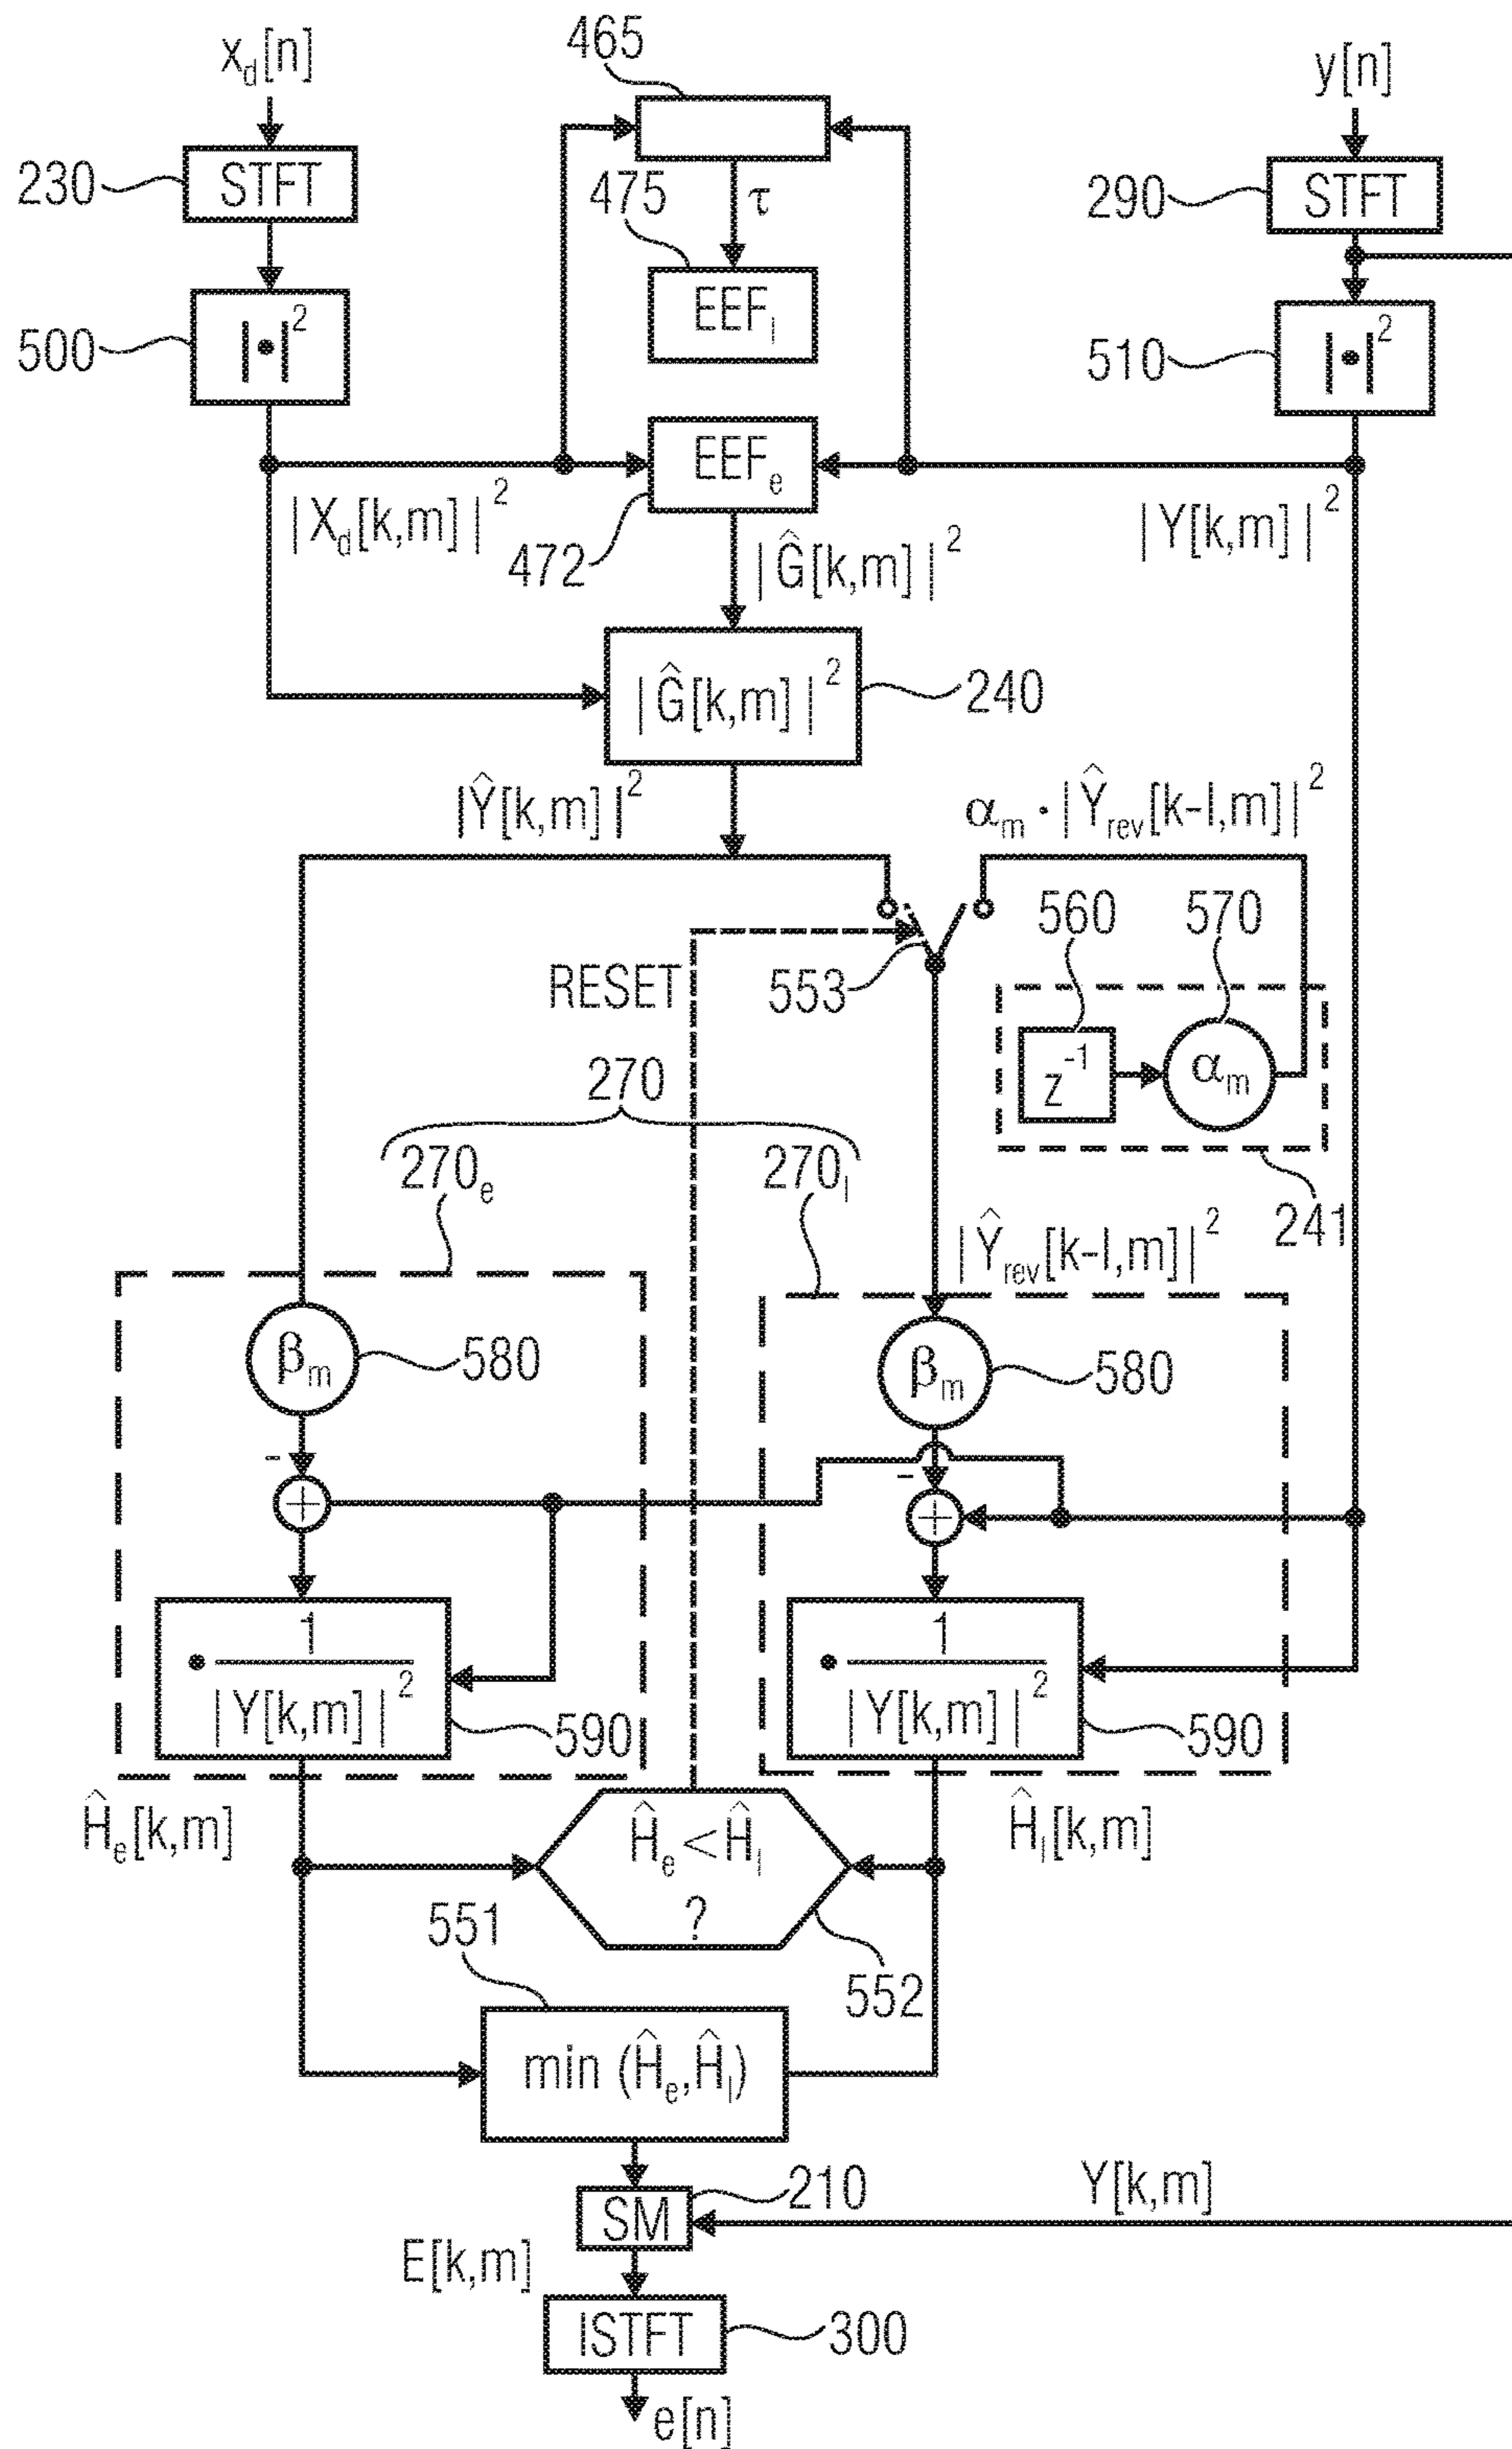 465
x_d[n]
y[n]
230
STFT
475
τ
290
STFT
500
|•|²
EEF_l
510
|•|²
EEF_e
|X_d[k,m]|²
472
|Ĝ[k,m]|²
|Y[k,m]|²
|Ĝ[k,m]|²
240
|Ŷ[k,m]|²
α_m · |Ŷ_rev[k-l,m]|²
560
570
RESET
553
z⁻¹
α_m
270
270_e
270_l
241
|Ŷ_rev[k-l,m]|²
β_m
580
β_m
580
-
+
-
+
• 1
|Y[k,m]|²
590
• 1
|Y[k,m]|²
590
Ĥ_e[k,m]
Ĥ_e<Ĥ_l
?
Ĥ_l[k,m]
551
552
min (Ĥ_e,Ĥ_l)
210
SM
Y[k,m]
E[k,m]
ISTFT
300
e[n]